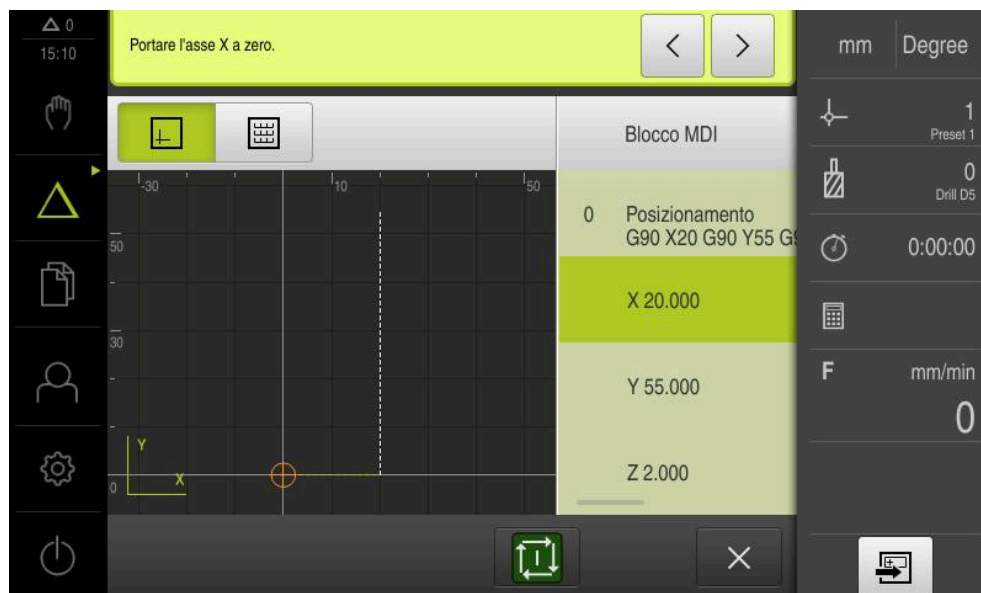 0
15:10
Portare l'asse X a zero.
mm
Degree
1
Preset 1
0
Drill D5
0:00:00
F
mm/min
0
Blocco MDI
0 Posizionamento
G90 X20 G90 Y55
X 20.000
Y 55.000
Z 2.000
-30
10
50
50
30
0
Y
X